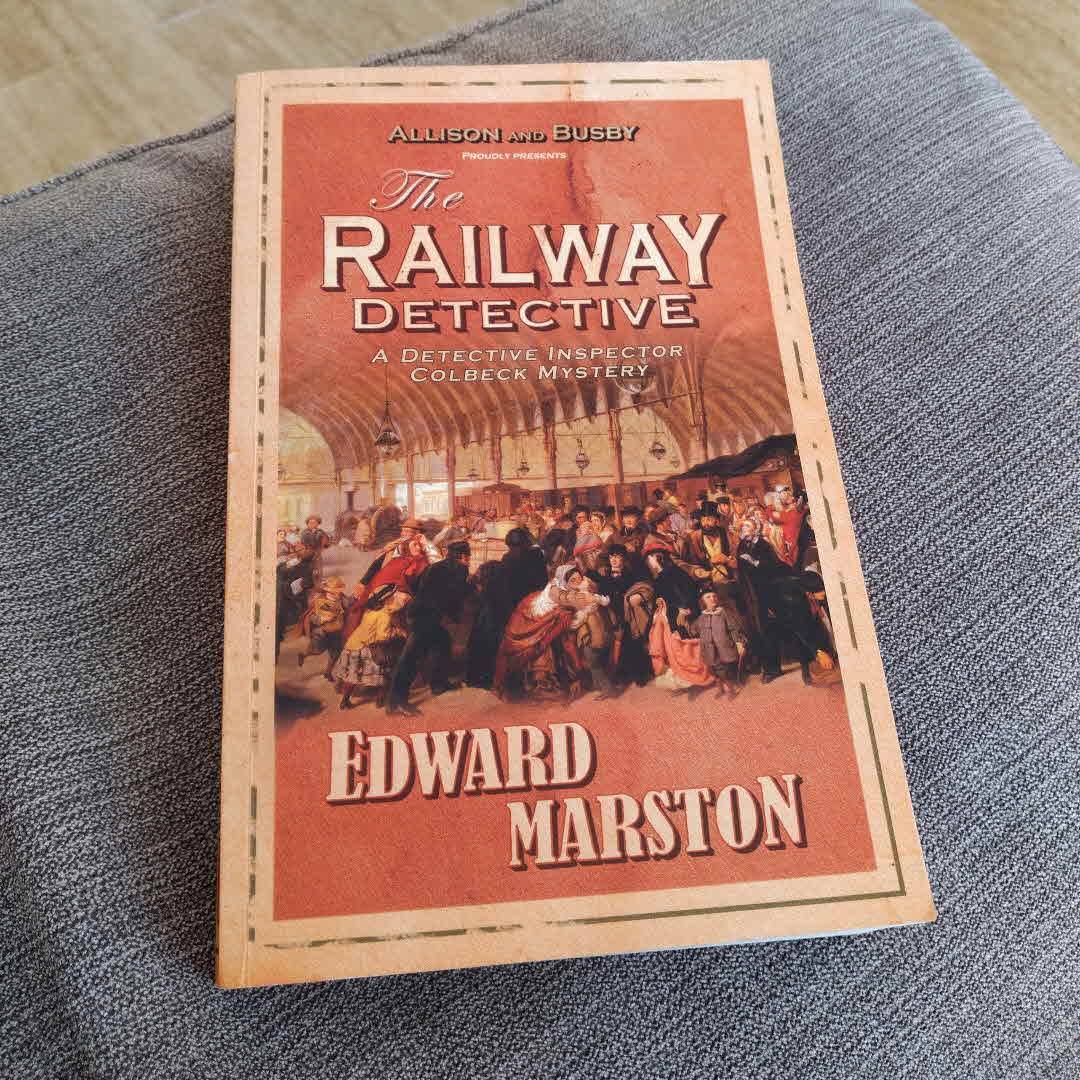 ALLISON AND BUSBY
PROUDLY PRESENTS
The
RAILWAY
DETECTIVE
A DETECTIVE INSPECTOR
COLBECK MYSTERY
EDWARD
MARSTON